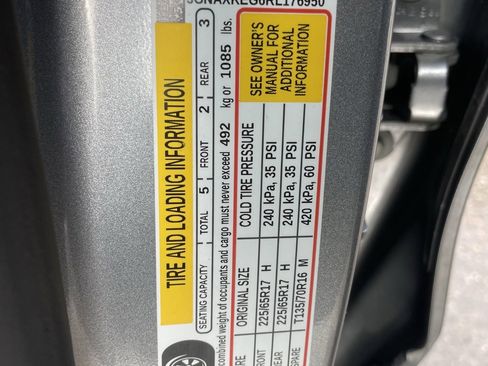 3GNAXKEG6RL176950
TIRE AND LOADING INFORMATION
SEATING CAPACITY TOTAL 5 FRONT 2 REAR 3
combined weight of occupants and cargo must never exceed 492 kg or 1085 lbs.
ORIGINAL SIZE COLD TIRE PRESSURE
FRONT 225/65R17 H 240 kPa, 35 PSI
225/65R17 H 240 kPa, 35 PSI
T135/70R16 M 420 kPa, 60 PSI
SEE OWNER'S
MANUAL FOR
ADDITIONAL
INFORMATION